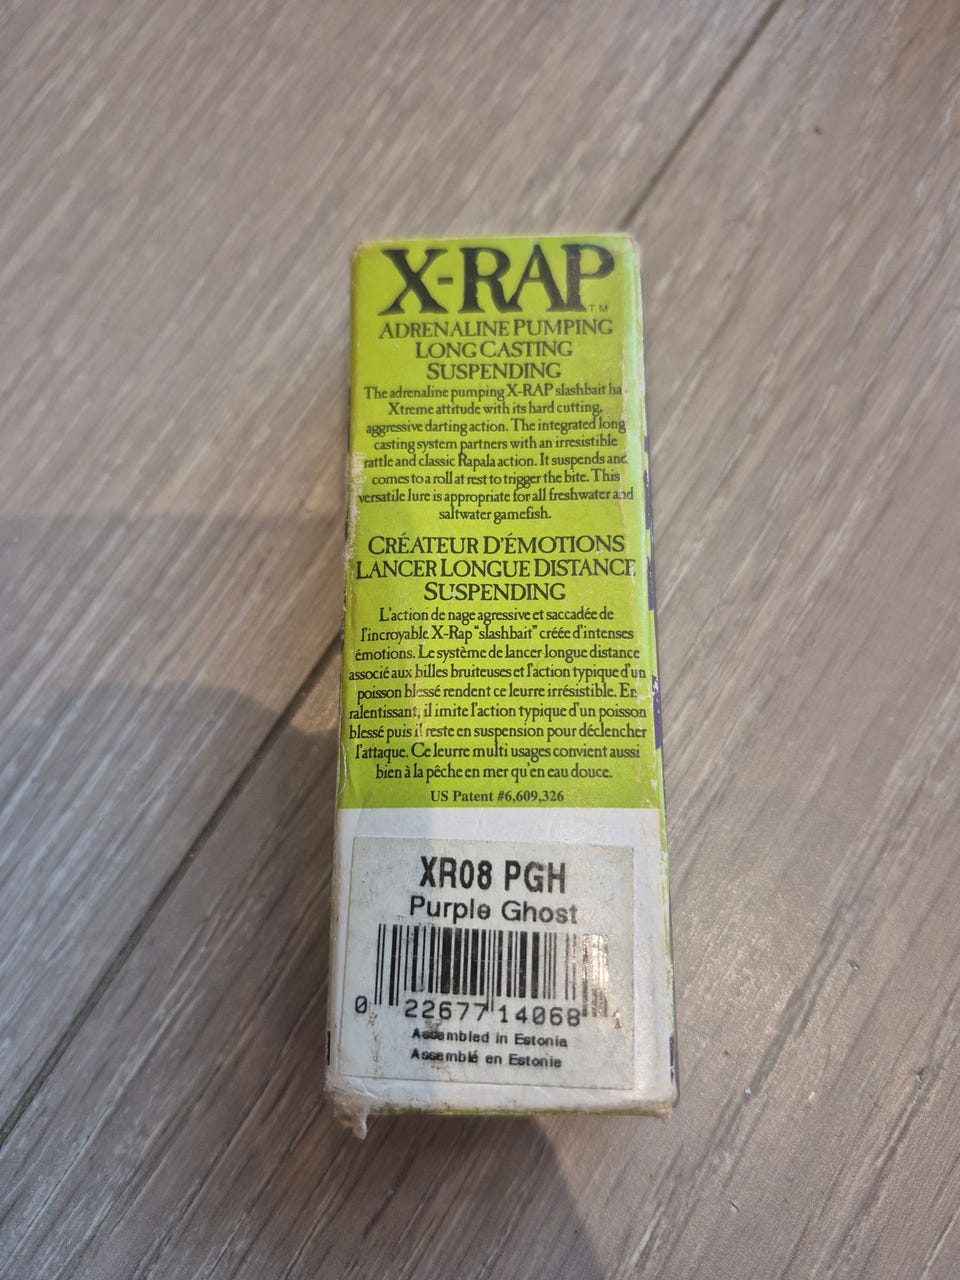 X-RAP™
ADRENALINE PUMPING
LONG CASTING
SUSPENDING
The adrenaline pumping X-RAP slashbait ha
Xtreme attitude with its hard cutting,
aggressive darting action. The integrated long
casting system partners with an irresistible
rattle and classic Rapala action. It suspends and
comes to a roll at rest to trigger the bite. This
versatile lure is appropriate for all freshwater and
saltwater gamefish.
CRÉATEUR D'ÉMOTIONS
LANCER LONGUE DISTANCE
SUSPENDING
L'action de nage agressive et saccadée de
l'incroyable X-Rap "slashbait" créée d'intenses
émotions. Le système de lancer longue distance
associé aux billes bruiteuses et l'action typique d'un
poisson blessé rendent ce leurre irrésistible. En
ralentissant, il imite l'action typique d'un poisson
blessé puis il reste en suspension pour déclencher
l'attaque. Ce leurre multi usages convient aussi
bien à la pêche en mer qu'en eau douce.
US Patent #6,609,326
XR08 PGH
Purple Ghost
0 22677 14068
Assembled in Estonia
Assemblé en Estonie